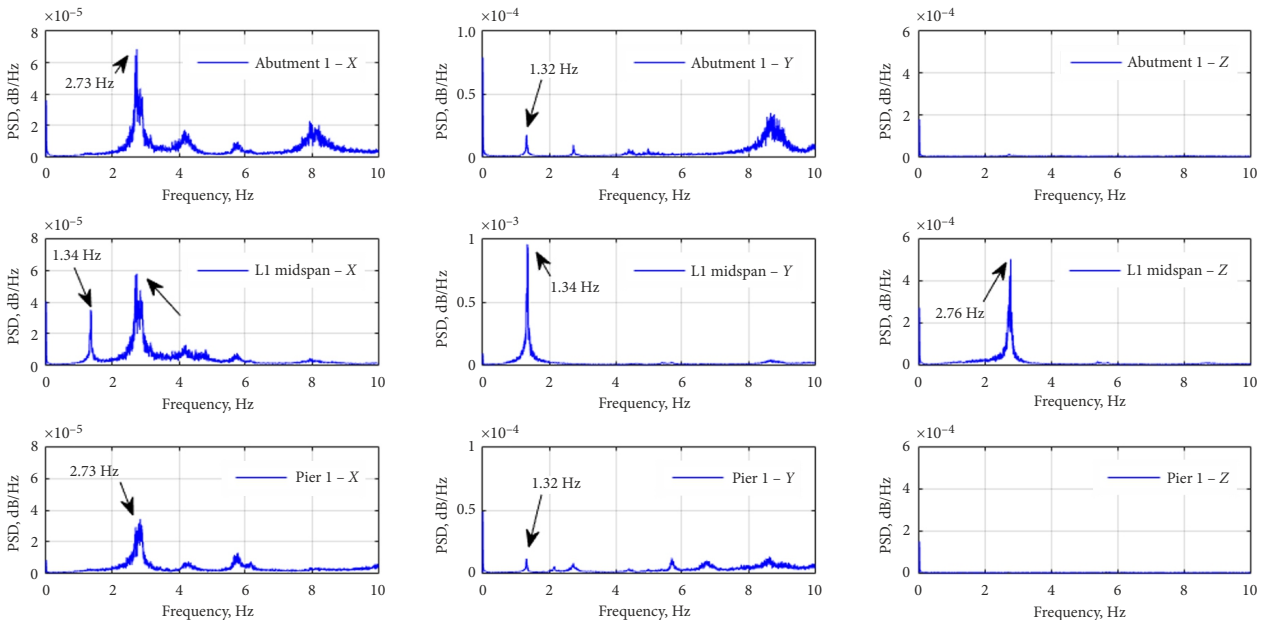 ×10⁻⁵
8
6
4
2
0
PSD, dB/Hz
2.73 Hz
Abutment 1 – X
0 2 4 6 8 10
Frequency, Hz
×10⁻⁴
1.0
0.5
0
PSD, dB/Hz
1.32 Hz
Abutment 1 – Y
0 2 4 6 8 10
Frequency, Hz
×10⁻⁴
6
4
2
0
PSD, dB/Hz
Abutment 1 – Z
0 2 4 6 8 10
Frequency, Hz
×10⁻⁵
8
6
4
2
0
PSD, dB/Hz
1.34 Hz
L1 midspan – X
0 2 4 6 8 10
Frequency, Hz
×10⁻³
1
0.5
0
PSD, dB/Hz
1.34 Hz
L1 midspan – Y
0 2 4 6 8 10
Frequency, Hz
×10⁻⁴
6
4
2
0
PSD, dB/Hz
2.76 Hz
L1 midspan – Z
0 2 4 6 8 10
Frequency, Hz
×10⁻⁵
8
6
4
2
0
PSD, dB/Hz
2.73 Hz
Pier 1 – X
0 2 4 6 8 10
Frequency, Hz
×10⁻⁴
1
0.5
0
PSD, dB/Hz
1.32 Hz
Pier 1 – Y
0 2 4 6 8 10
Frequency, Hz
×10⁻⁴
6
4
2
0
PSD, dB/Hz
Pier 1 – Z
0 2 4 6 8 10
Frequency, Hz